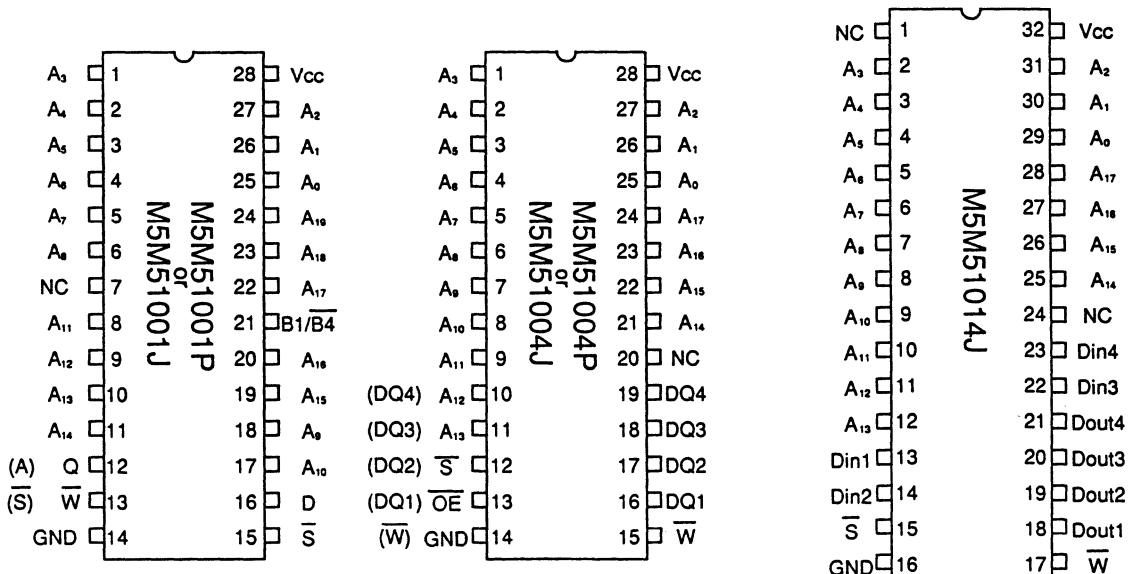 A₃ 1 28 Vcc
A₄ 2 27 A₂
A₅ 3 26 A₁
A₆ 4 25 A₀
A₇ 5 24 A₁₉
A₈ 6 23 A₁₈
NC 7 22 A₁₇
A₁₁ 8 21 B1/B̅4̅
A₁₂ 9 20 A₁₆
A₁₃ 10 19 A₁₅
A₁₄ 11 18 A₉
(A) Q 12 17 A₁₀
(S̅) W̅ 13 16 D
GND 14 15 S̅
M5M51001P
or
M5M51001J
A₃ 1 28 Vcc
A₄ 2 27 A₂
A₅ 3 26 A₁
A₆ 4 25 A₀
A₇ 5 24 A₁₇
A₈ 6 23 A₁₆
A₉ 7 22 A₁₅
A₁₀ 8 21 A₁₄
A₁₁ 9 20 NC
(DQ4) A₁₂ 10 19 DQ4
(DQ3) A₁₃ 11 18 DQ3
(DQ2) S̅ 12 17 DQ2
(DQ1) O̅E̅ 13 16 DQ1
(W̅) GND 14 15 W̅
M5M51004P
or
M5M51004J
NC 1 32 Vcc
A₃ 2 31 A₂
A₄ 3 30 A₁
A₅ 4 29 A₀
A₆ 5 28 A₁₇
A₇ 6 27 A₁₆
A₈ 7 26 A₁₅
A₉ 8 25 A₁₄
A₁₀ 9 24 NC
A₁₁ 10 23 Din4
A₁₂ 11 22 Din3
A₁₃ 12 21 Dout4
Din1 13 20 Dout3
Din2 14 19 Dout2
S̅ 15 18 Dout1
GND 16 17 W̅
M5M51014J